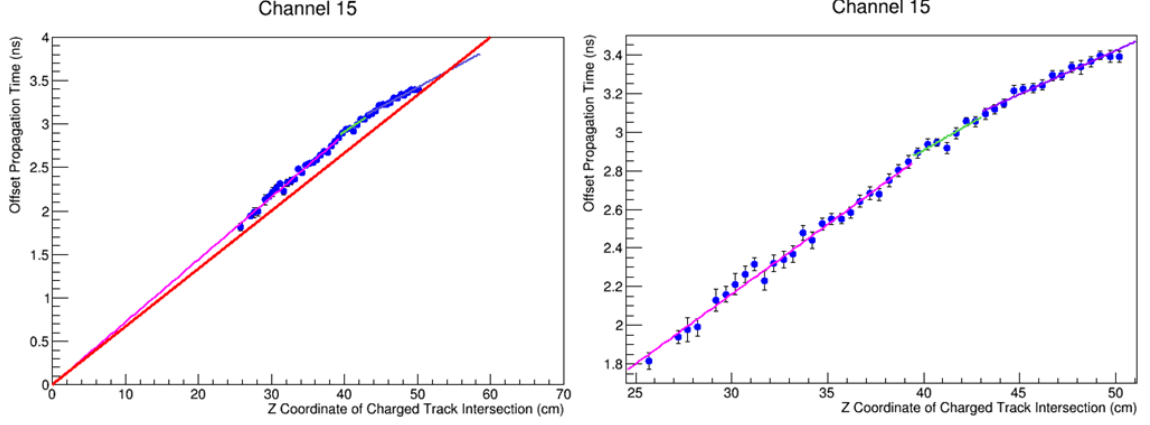 Channel 15
Offset Propagation Time (ns)
4
3.5
3
2.5
2
1.5
1
0.5
0
0 10 20 30 40 50 60 70
Z Coordinate of Charged Track Intersection (cm)
Channel 15
Offset Propagation Time (ns)
3.4
3.2
3
2.8
2.6
2.4
2.2
2
1.8
25 30 35 40 45 50
Z Coordinate of Charged Track Intersection (cm)